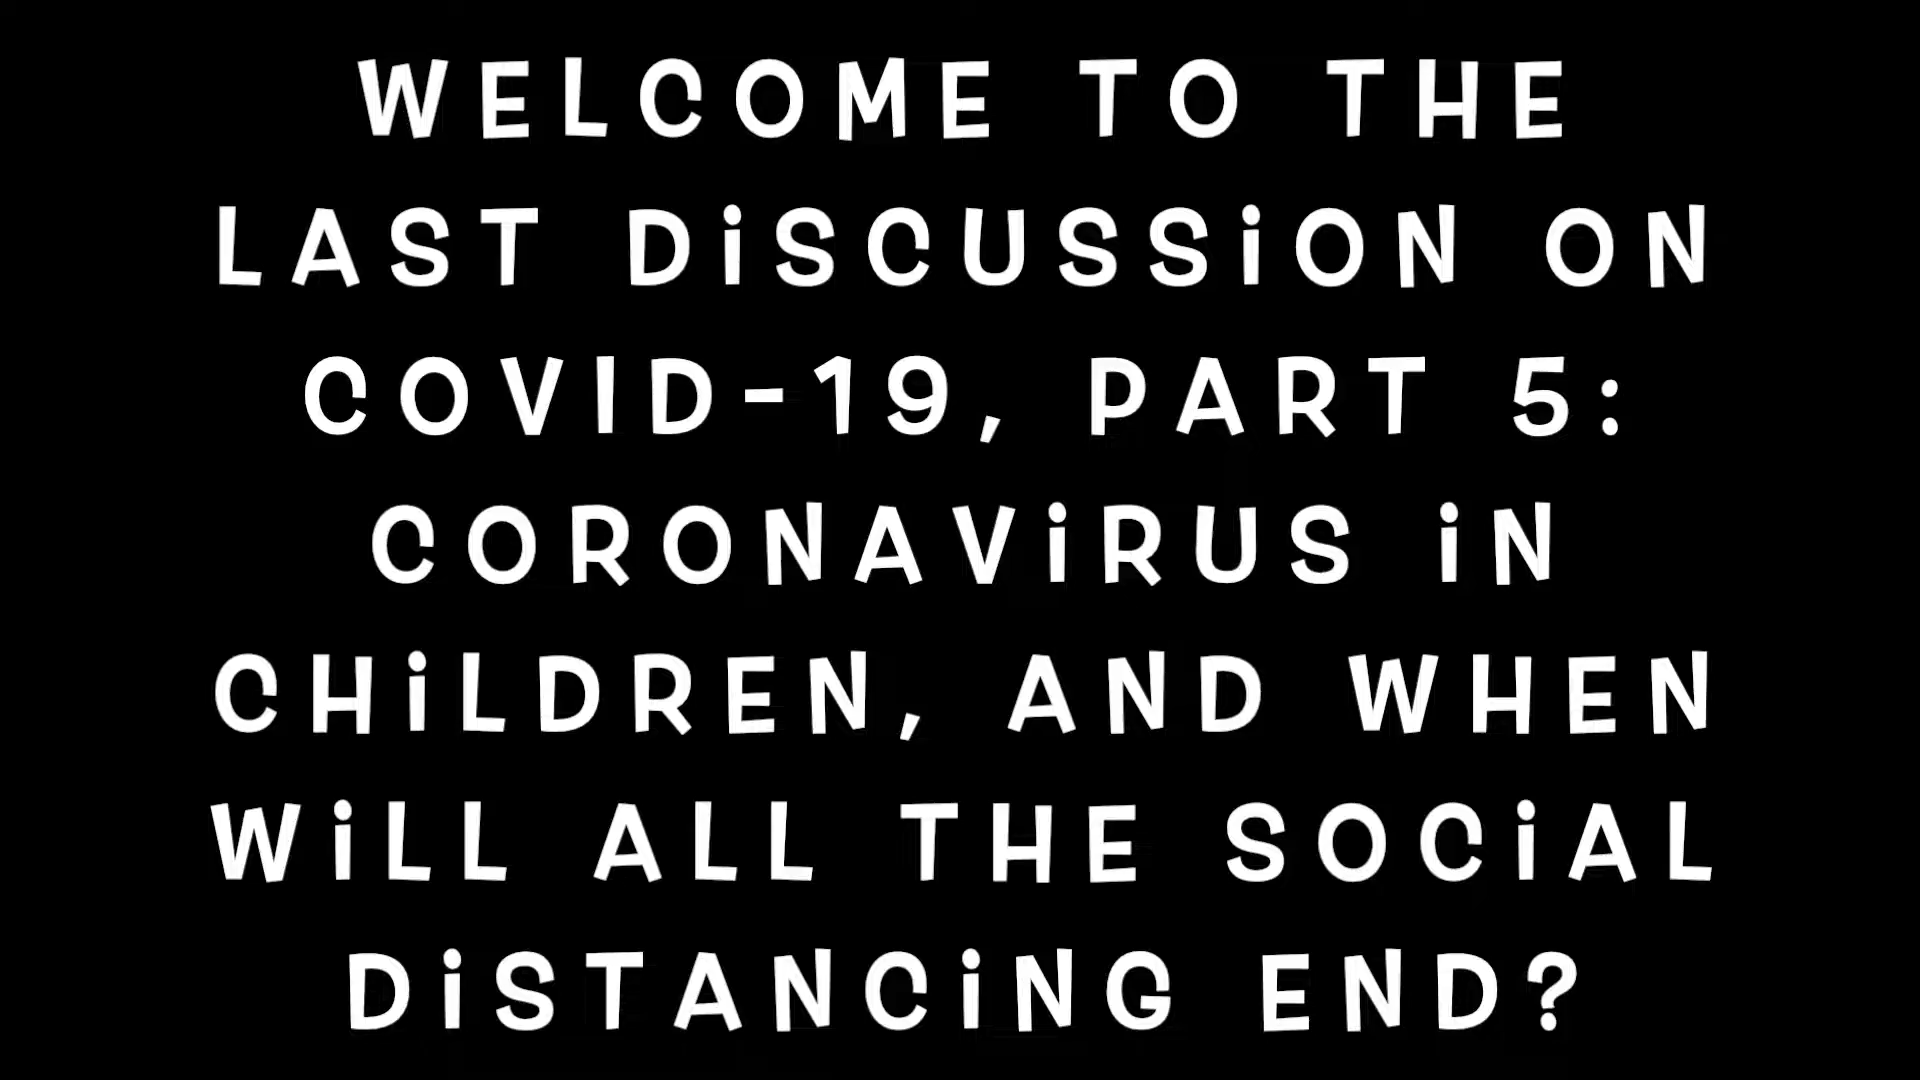 WELCOME TO THE
LAST DiSCUSSiON ON
COVID-19, PART 5:
CORONAViRUS iN
CHiLDREN, AND WHEN
WiLL ALL THE SOCiAL
DiSTANCiNG END?